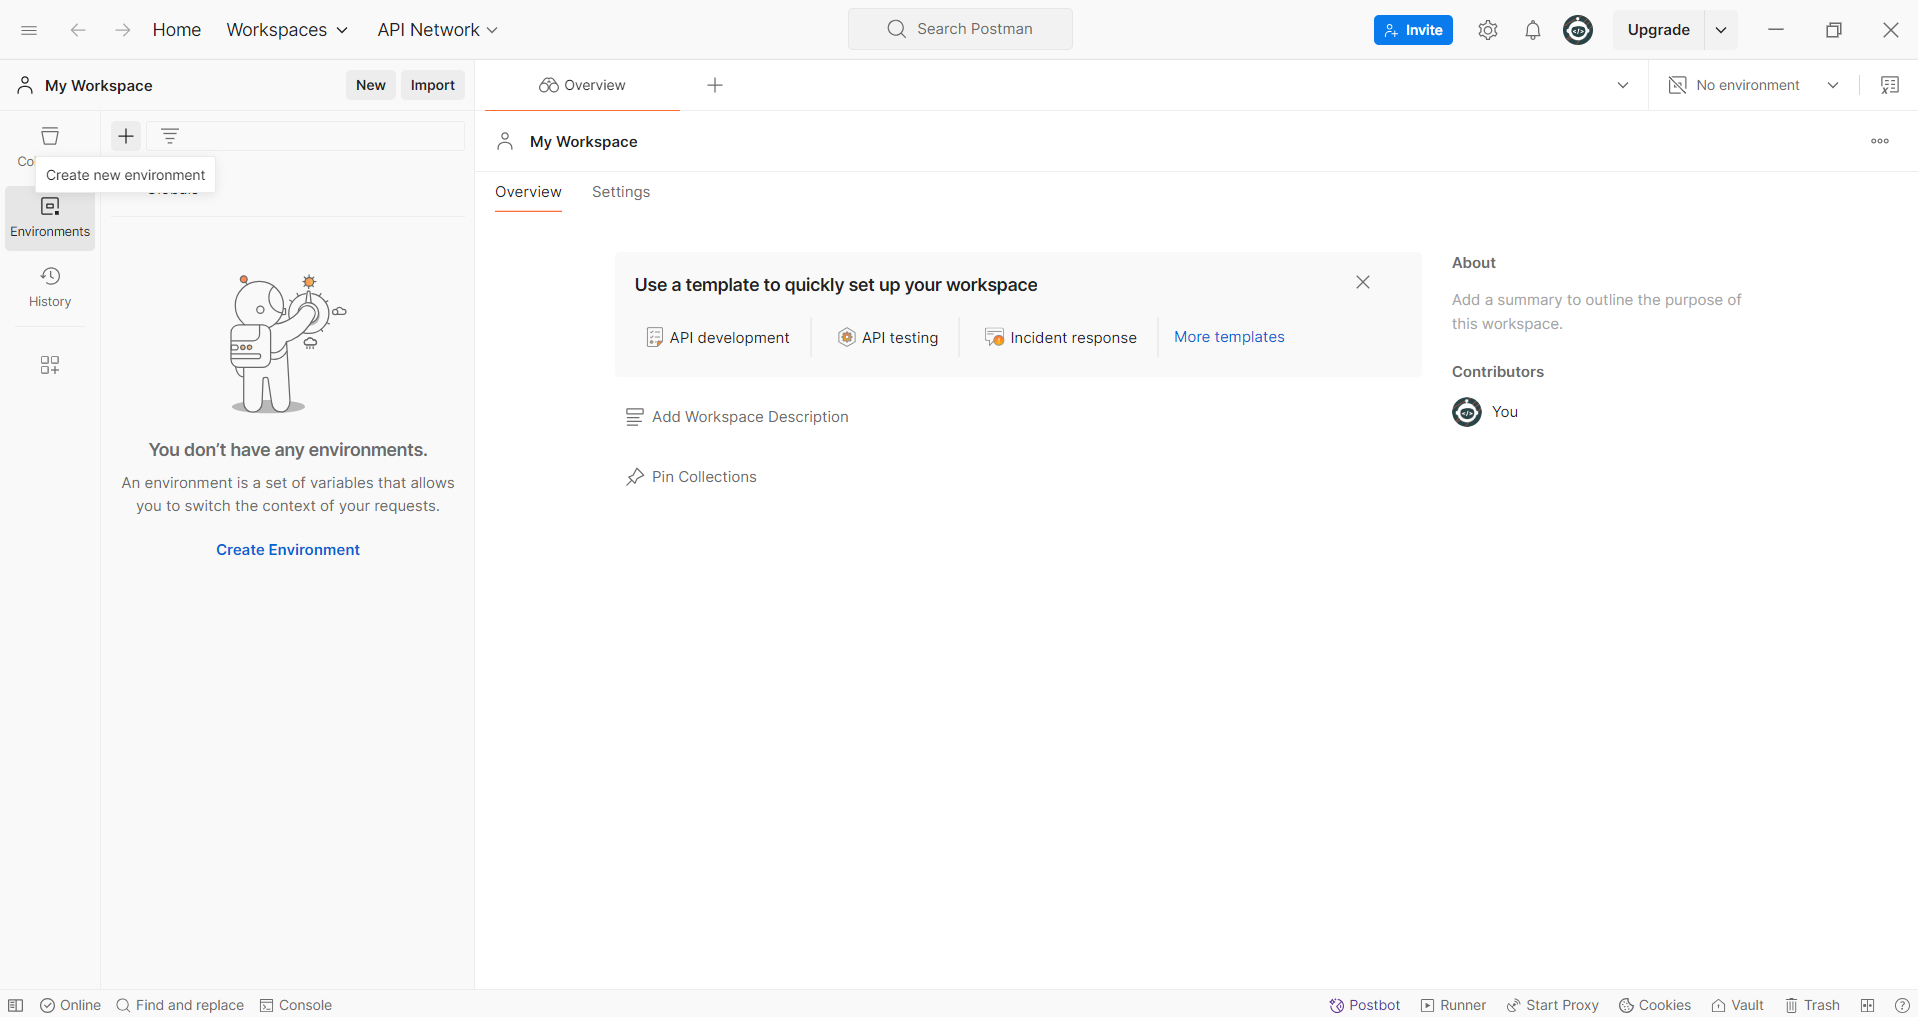 Home
Workspaces
API Network
Search Postman
Invite
Upgrade
My Workspace
New
Import
Overview
No environment
Create new environment
Environments
History
You don’t have any environments.
An environment is a set of variables that allows
you to switch the context of your requests.
Create Environment
My Workspace
Overview
Settings
Use a template to quickly set up your workspace
API development
API testing
Incident response
More templates
Add Workspace Description
Pin Collections
About
Add a summary to outline the purpose of
this workspace.
Contributors
You
Online
Find and replace
Console
Postbot
Runner
Start Proxy
Cookies
Vault
Trash